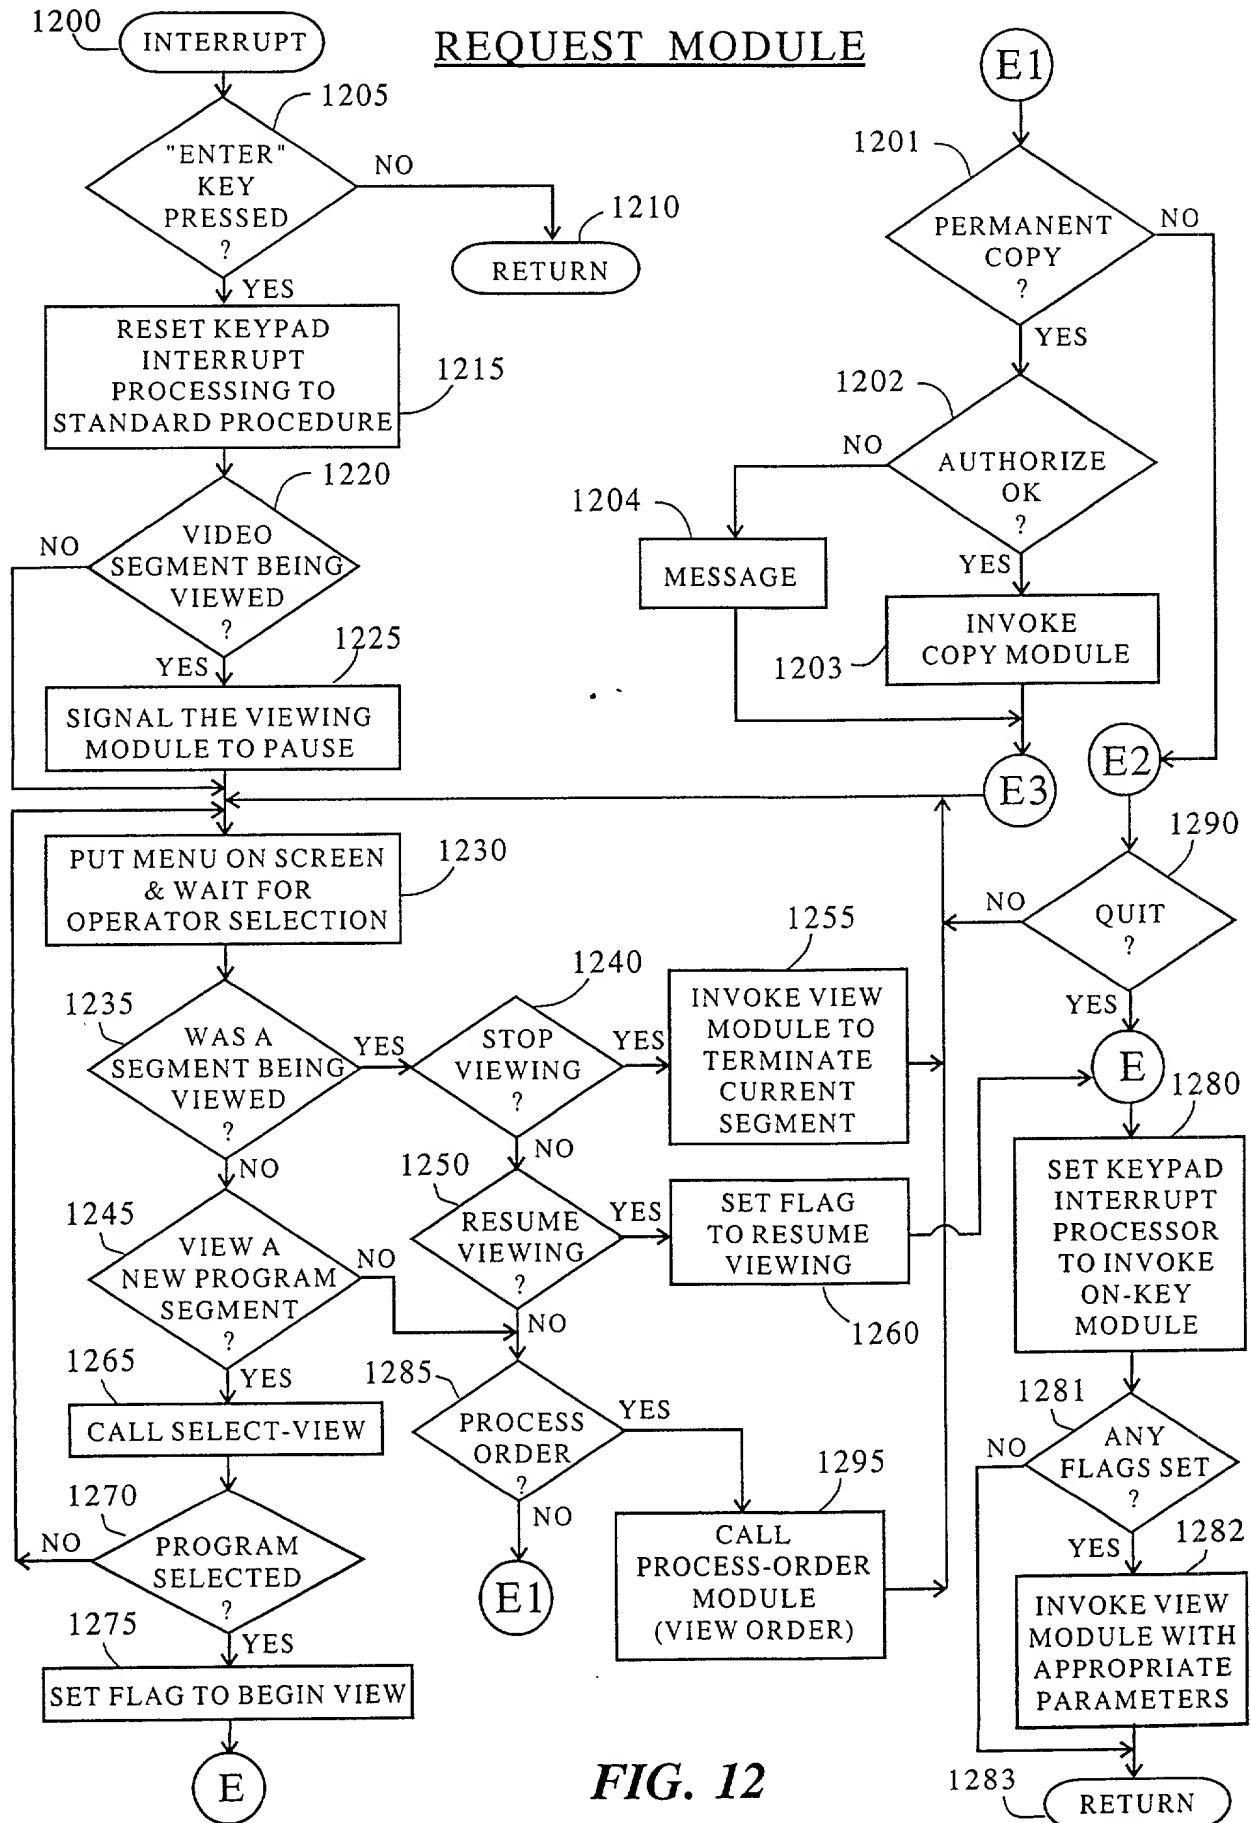 REQUEST MODULE
1200
INTERRUPT
1205
"ENTER"
KEY
PRESSED
?
NO
1210
RETURN
YES
RESET KEYPAD
INTERRUPT
PROCESSING TO
STANDARD PROCEDURE
1215
1220
VIDEO
SEGMENT BEING
VIEWED
?
NO
YES
1225
SIGNAL THE VIEWING
MODULE TO PAUSE
PUT MENU ON SCREEN
& WAIT FOR
OPERATOR SELECTION
1230
1235
WAS A
SEGMENT BEING
VIEWED
?
YES
NO
1240
STOP
VIEWING
?
YES
NO
1255
INVOKE VIEW
MODULE TO
TERMINATE
CURRENT
SEGMENT
1245
VIEW A
NEW PROGRAM
SEGMENT
?
NO
YES
1250
RESUME
VIEWING
?
YES
NO
SET FLAG
TO RESUME
VIEWING
1260
1265
CALL SELECT-VIEW
1285
PROCESS
ORDER
?
YES
NO
E1
1295
CALL
PROCESS-ORDER
MODULE
(VIEW ORDER)
1270
PROGRAM
SELECTED
?
NO
YES
1275
SET FLAG TO BEGIN VIEW
E
E1
1201
PERMANENT
COPY
?
NO
YES
1202
AUTHORIZE
OK
?
NO
YES
1204
MESSAGE
INVOKE
COPY MODULE
1203
E3
E2
1290
QUIT
?
NO
YES
E
1280
SET KEYPAD
INTERRUPT
PROCESSOR
TO INVOKE
ON-KEY
MODULE
1281
ANY
FLAGS SET
?
NO
YES
1282
INVOKE VIEW
MODULE WITH
APPROPRIATE
PARAMETERS
1283
RETURN
FIG. 12